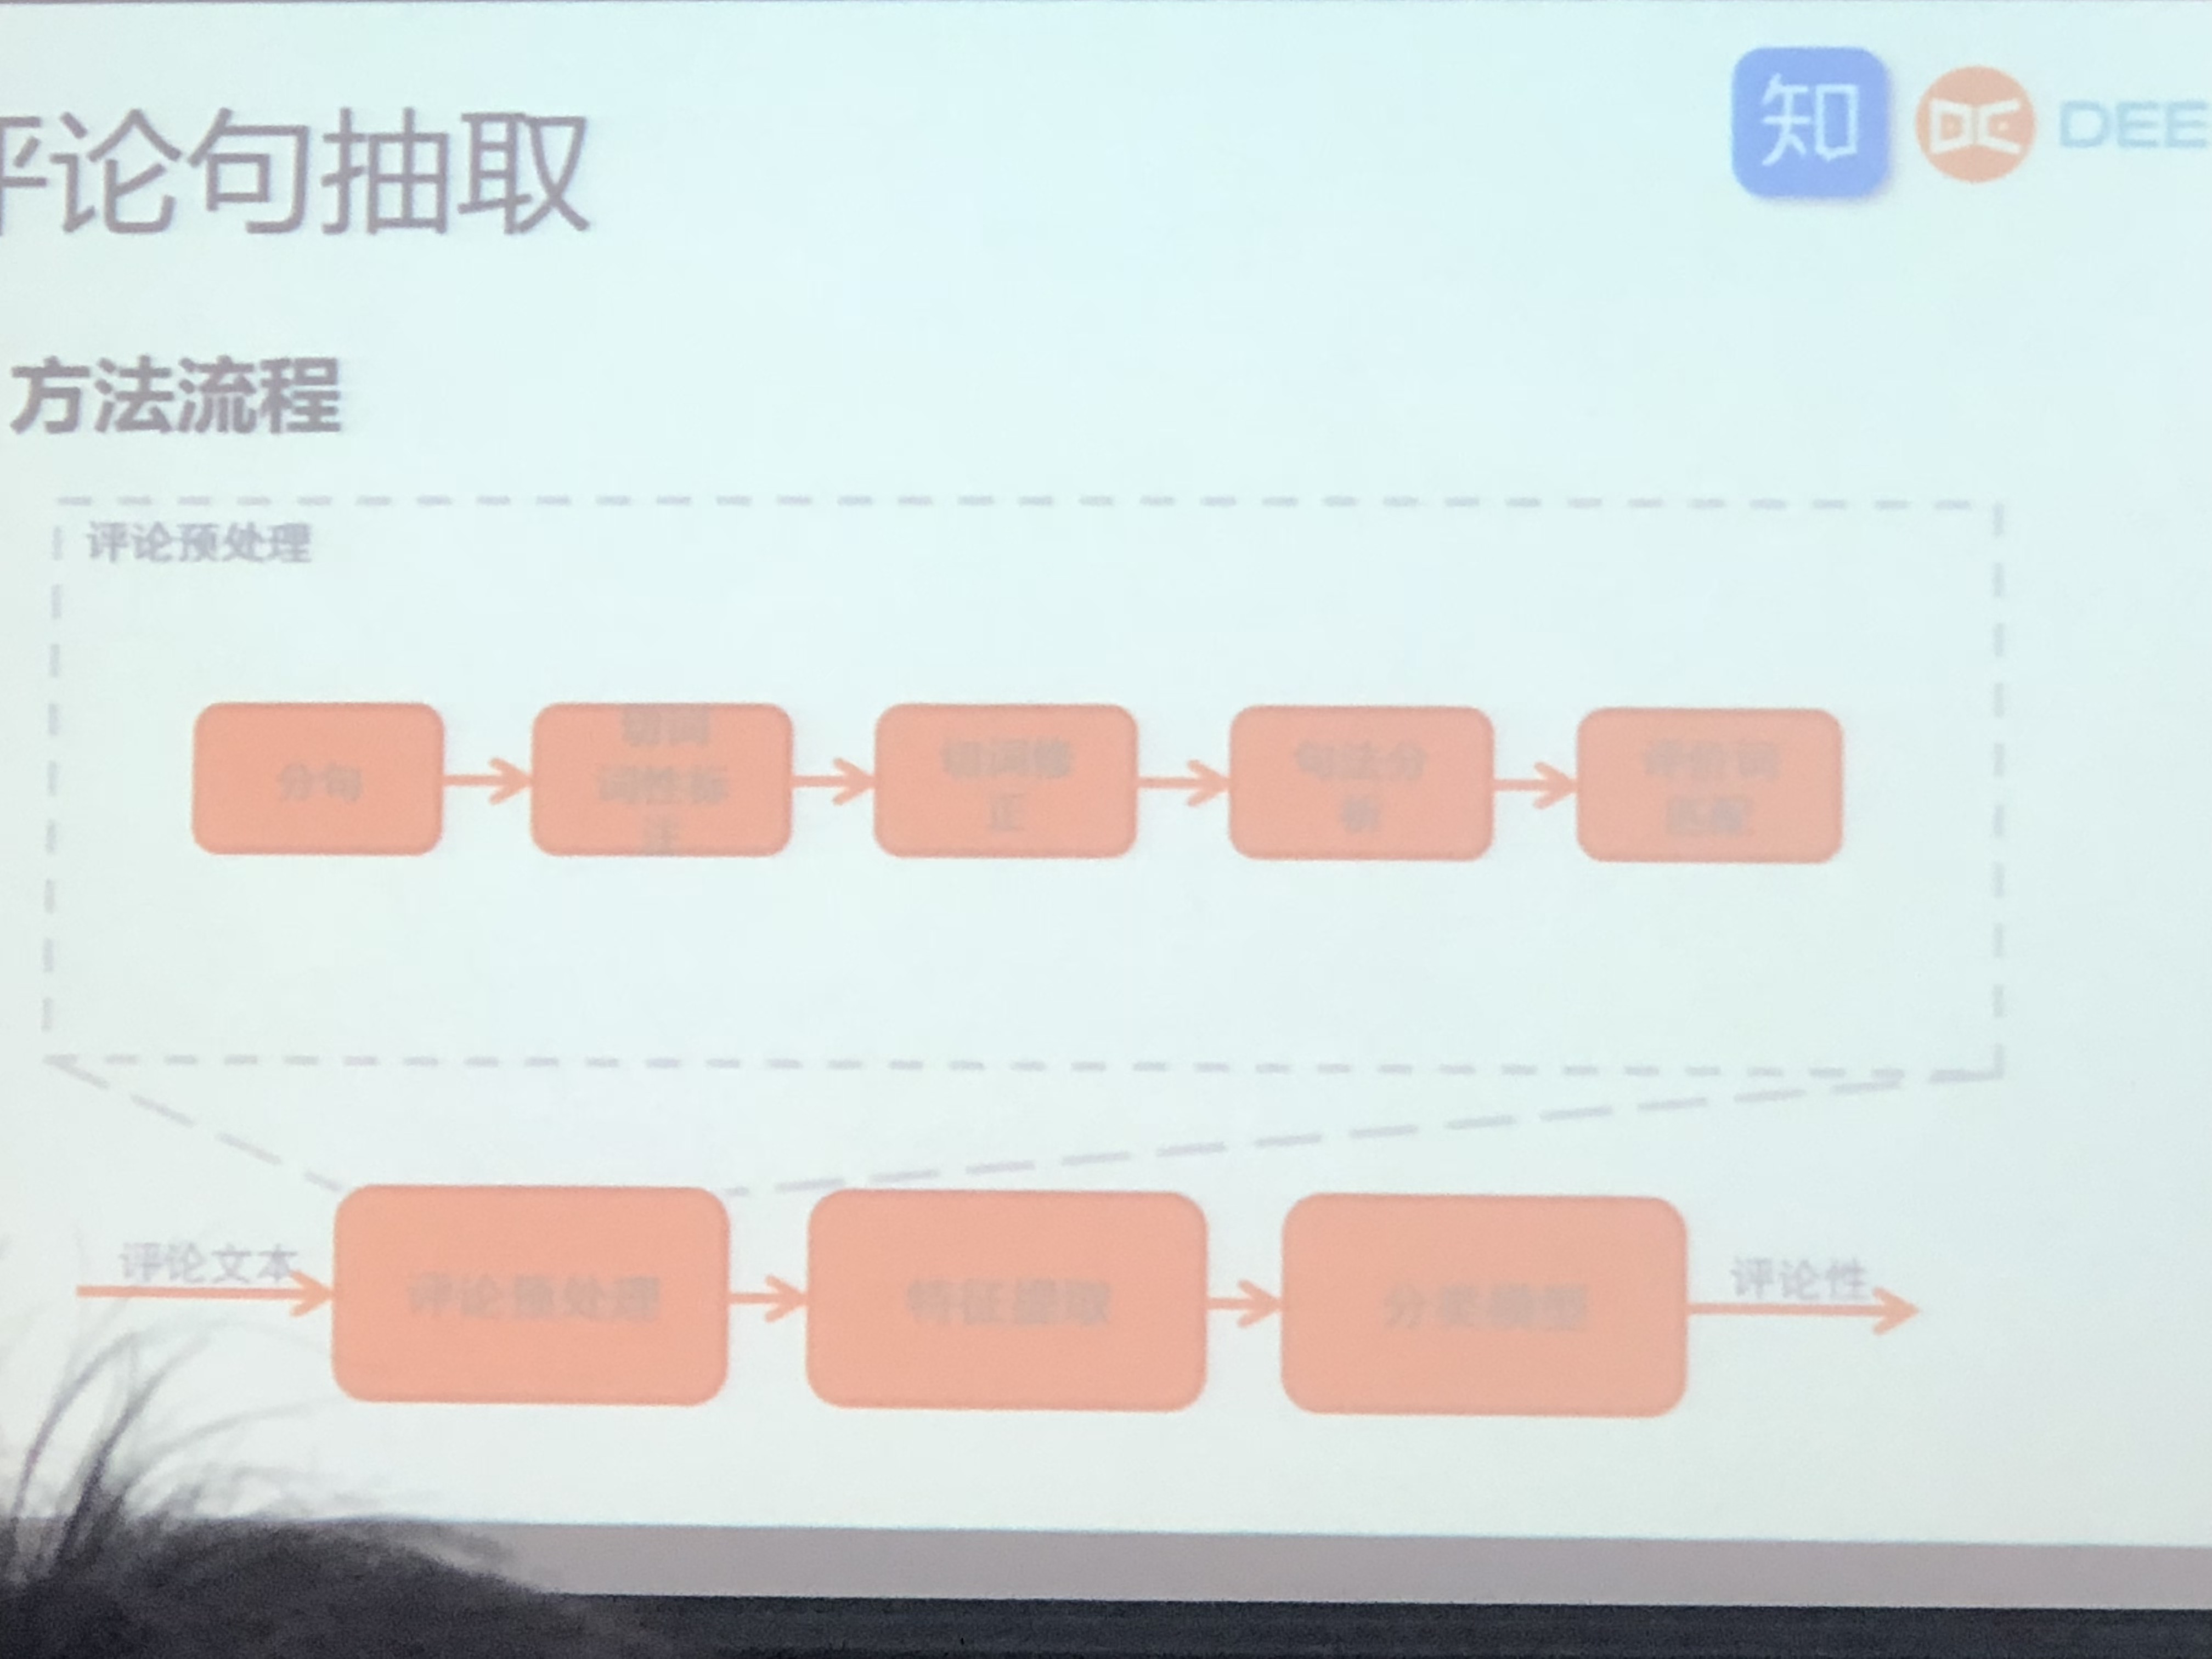 评论句抽取
知 DEE
方法流程
评论预处理
分句
切词
词性标
注
切词修
正
句法分
析
评价词
匹配
评论文本
评论预处理
特征提取
分类模型
评论性